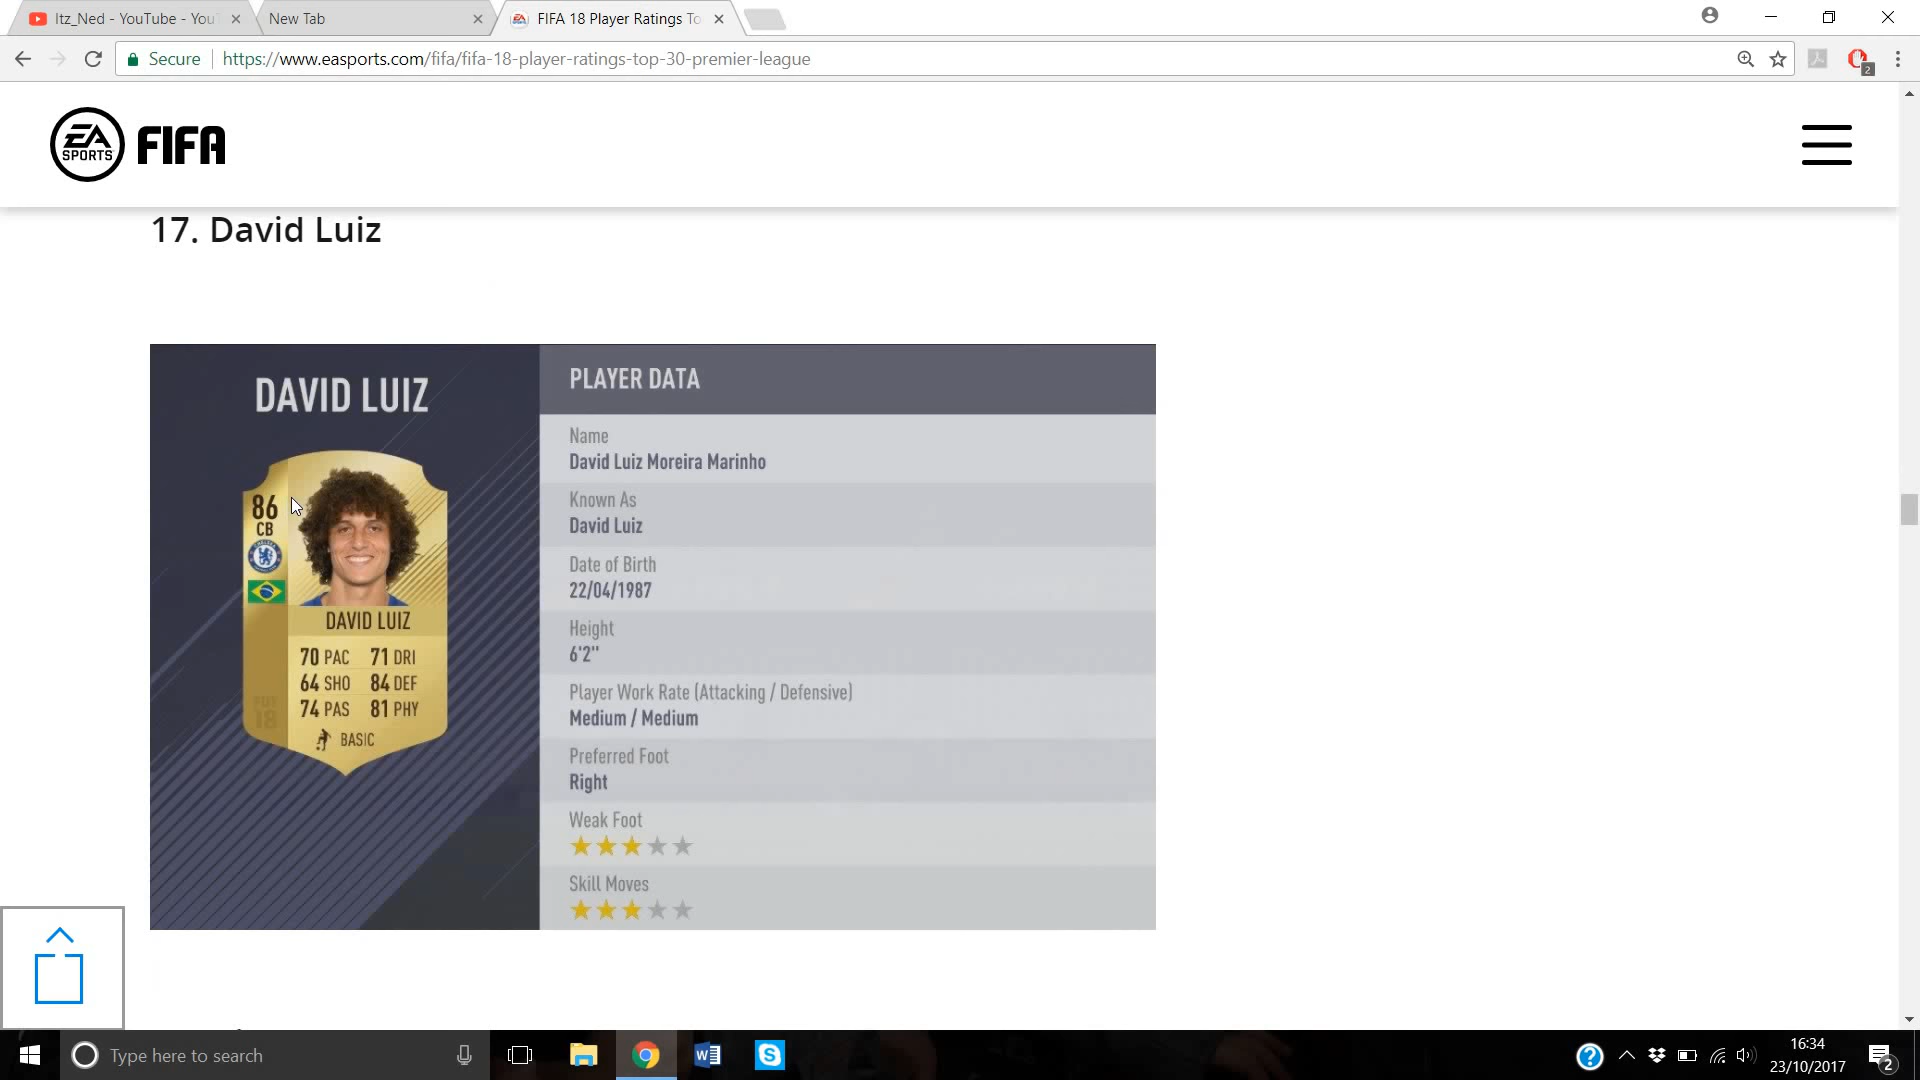 Itz_Ned - YouTube - You
New Tab
FIFA 18 Player Ratings To
Secure
https://www.easports.com/fifa/fifa-18-player-ratings-top-30-premier-league
2
EA
SPORTS
FIFA
17. David Luiz
DAVID LUIZ
86
CB
DAVID LUIZ
70 PAC 71 DRI
64 SHO 84 DEF
74 PAS 81 PHY
BASIC
FUT
18
PLAYER DATA
Name
David Luiz Moreira Marinho
Known As
David Luiz
Date of Birth
22/04/1987
Height
6'2"
Player Work Rate (Attacking / Defensive)
Medium / Medium
Preferred Foot
Right
Weak Foot
Skill Moves
Type here to search
16:34
23/10/2017
2